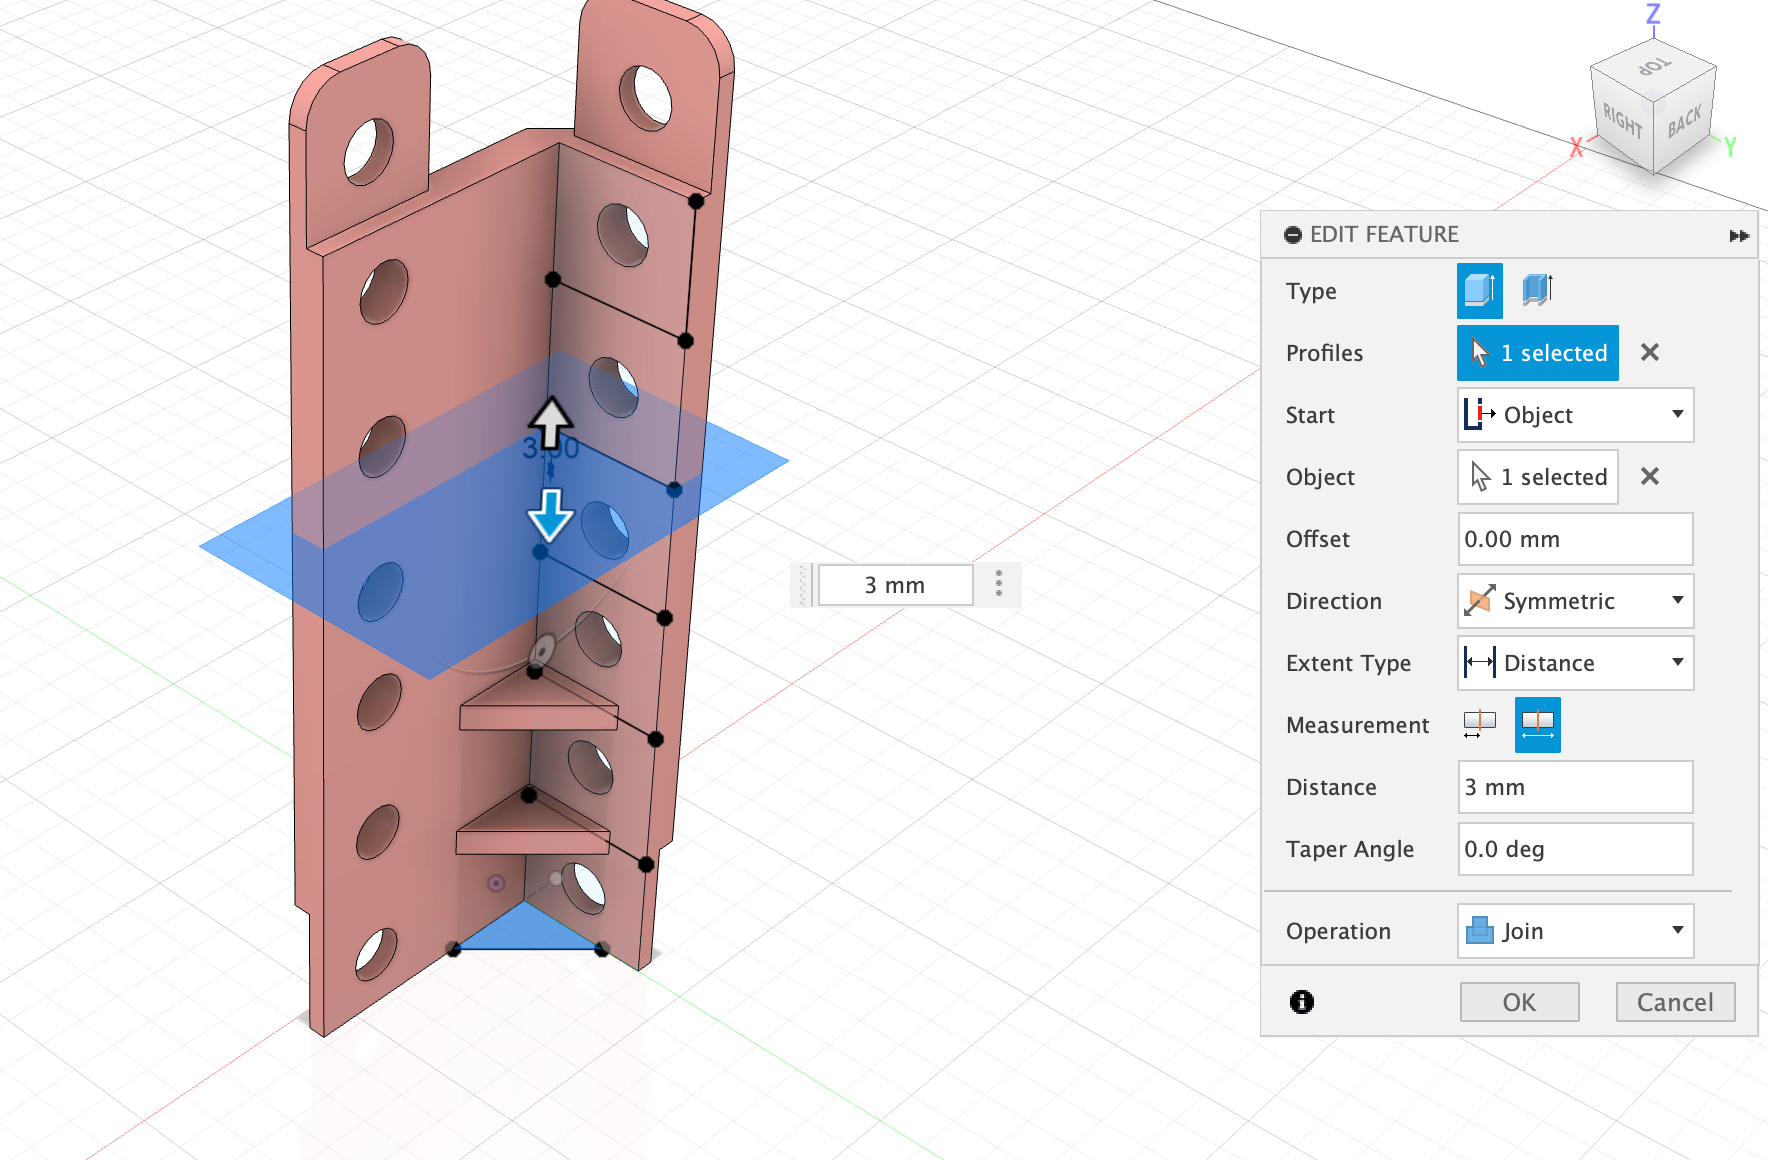 Z
TOP
RIGHT
BACK
X
Y
EDIT FEATURE
Type
Profiles
1 selected
Start
Object
Object
1 selected
Offset
0.00 mm
Direction
Symmetric
Extent Type
Distance
Measurement
Distance
3 mm
Taper Angle
0.0 deg
Operation
Join
OK
Cancel
3.00
3 mm